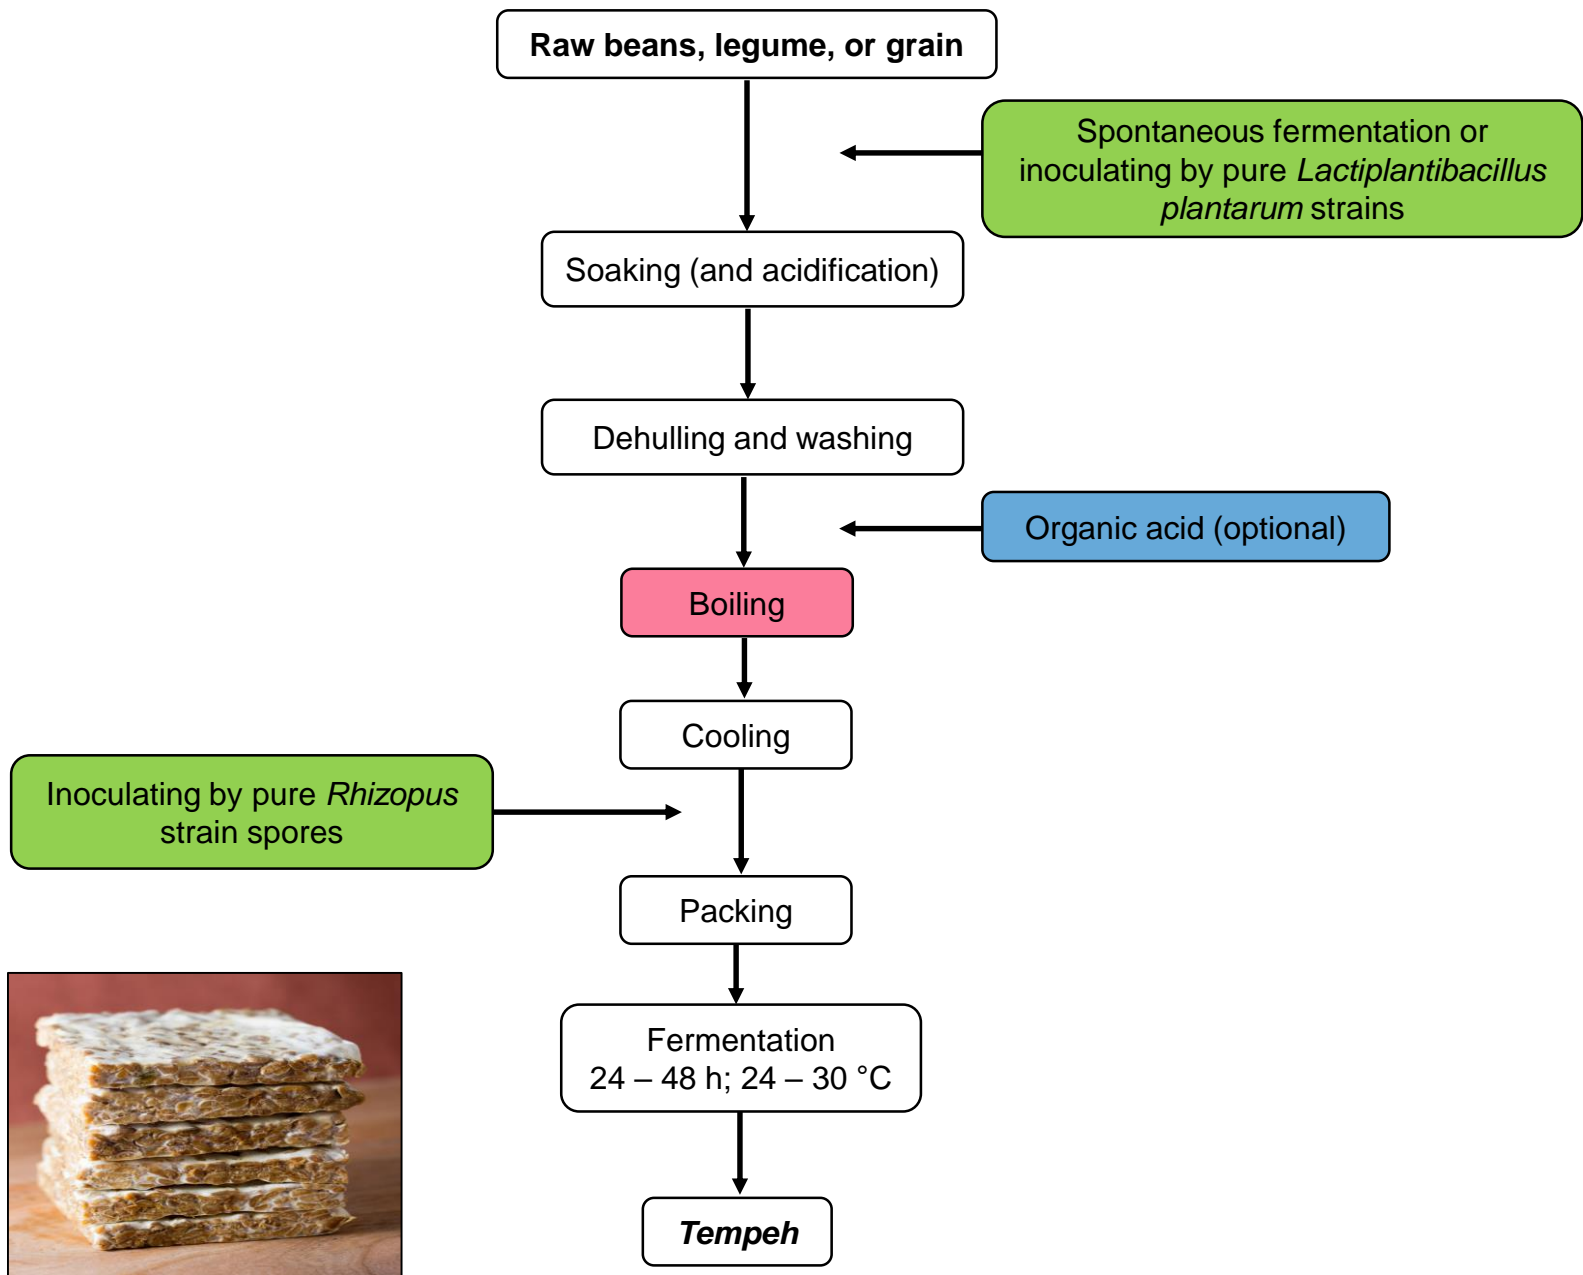 Raw beans, legume, or grain
Spontaneous fermentation or
inoculating by pure Lactiplantibacillus
plantarum strains
Soaking (and acidification)
Dehulling and washing
Organic acid (optional)
Boiling
Cooling
Inoculating by pure Rhizopus
strain spores
Packing
Fermentation
24 – 48 h; 24 – 30 °C
Tempeh